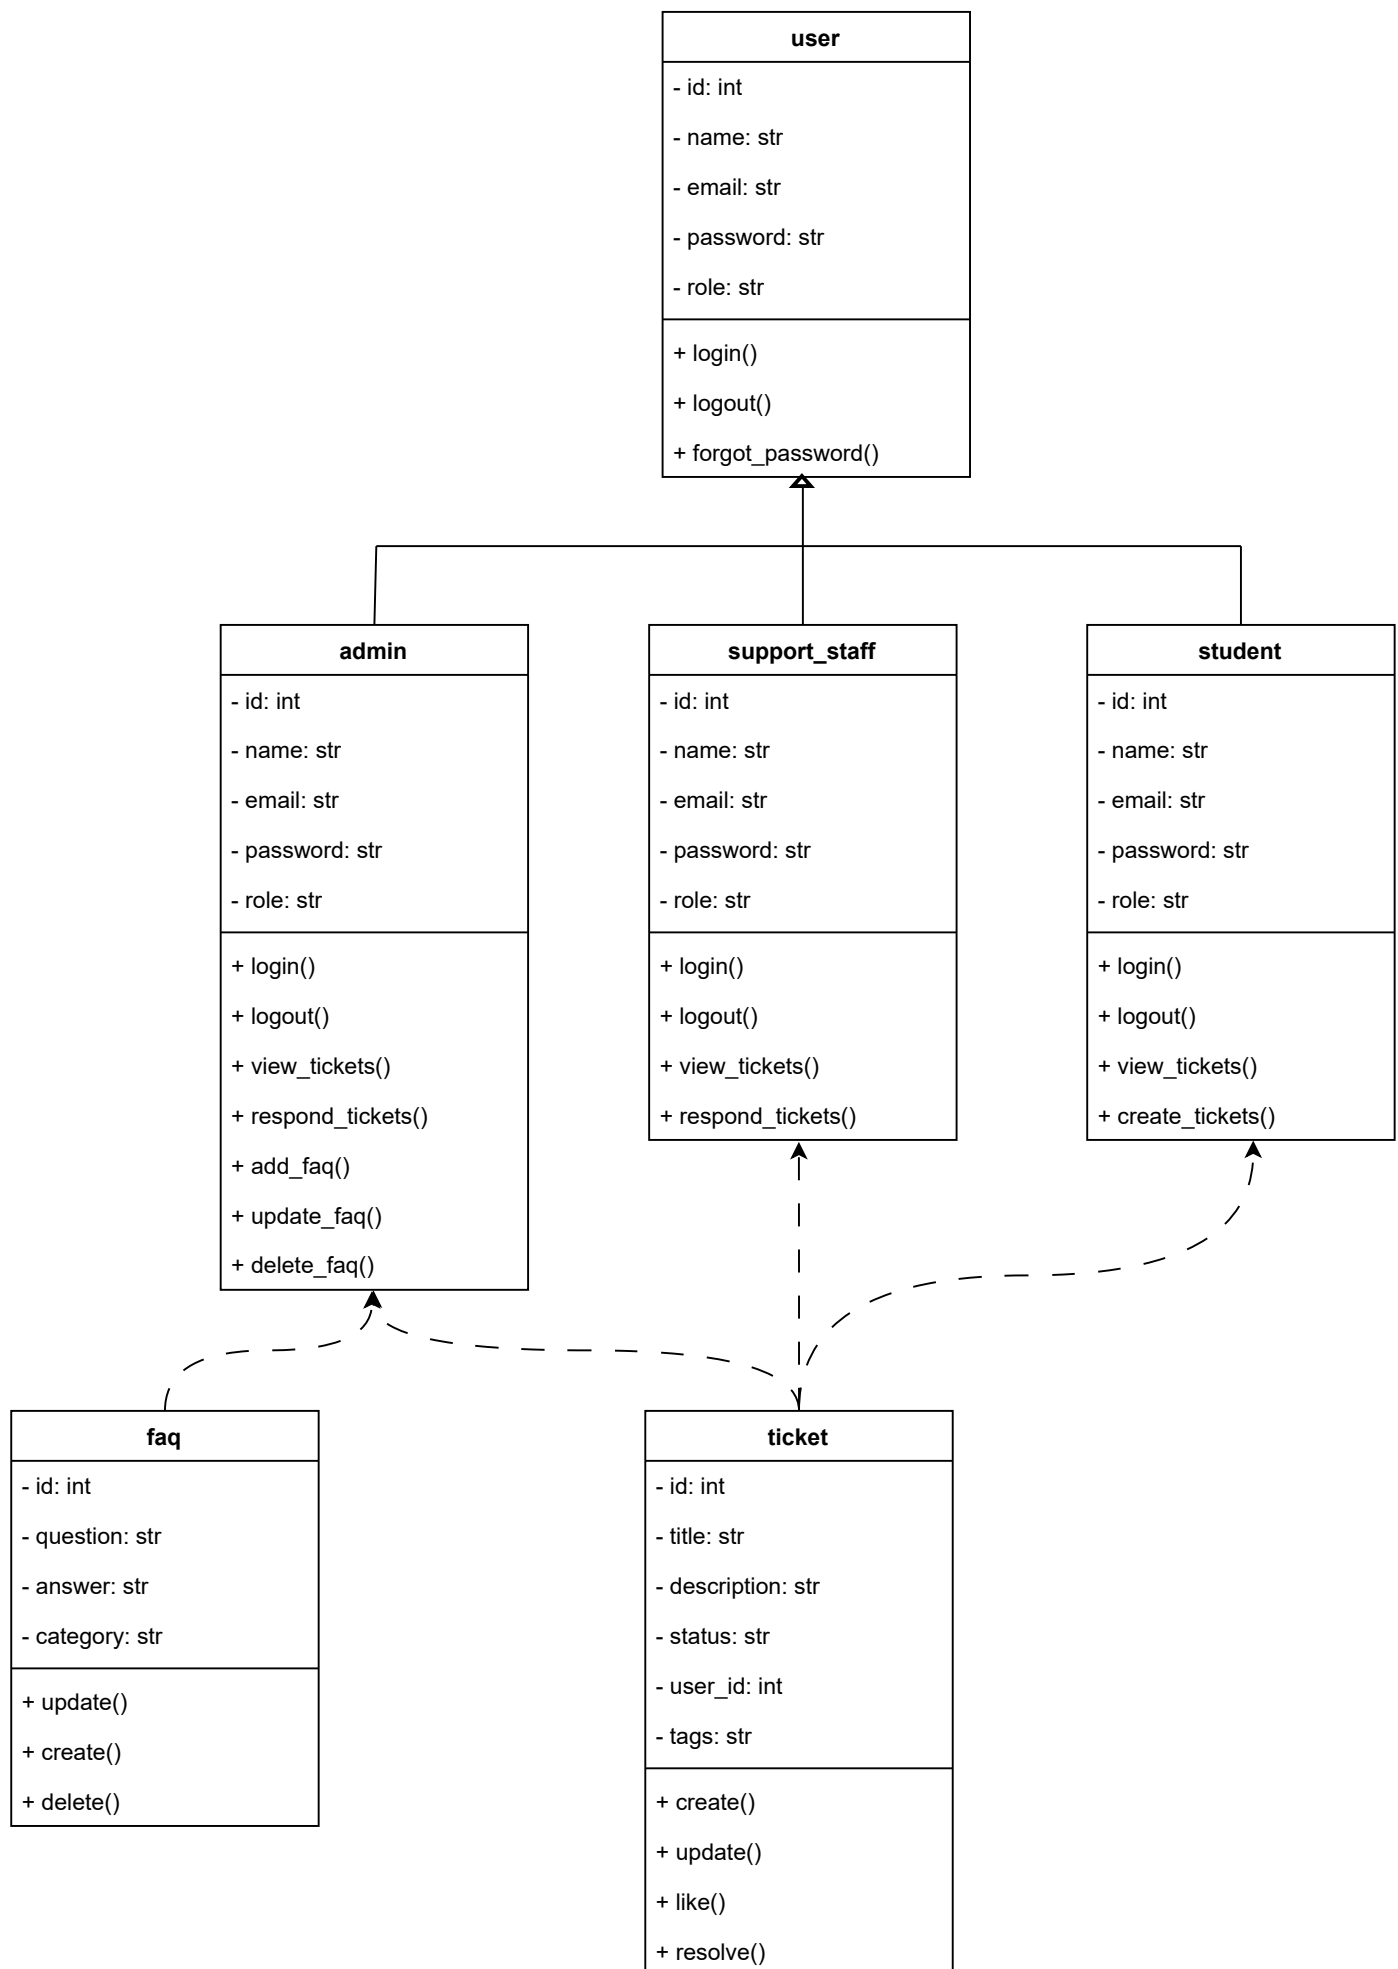 user
- id: int
- name: str
- email: str
- password: str
- role: str
+ login()
+ logout()
+ forgot_password()
admin
- id: int
- name: str
- email: str
- password: str
- role: str
+ login()
+ logout()
+ view_tickets()
+ respond_tickets()
+ add_faq()
+ update_faq()
+ delete_faq()
support_staff
- id: int
- name: str
- email: str
- password: str
- role: str
+ login()
+ logout()
+ view_tickets()
+ respond_tickets()
student
- id: int
- name: str
- email: str
- password: str
- role: str
+ login()
+ logout()
+ view_tickets()
+ create_tickets()
faq
- id: int
- question: str
- answer: str
- category: str
+ update()
+ create()
+ delete()
ticket
- id: int
- title: str
- description: str
- status: str
- user_id: int
- tags: str
+ create()
+ update()
+ like()
+ resolve()